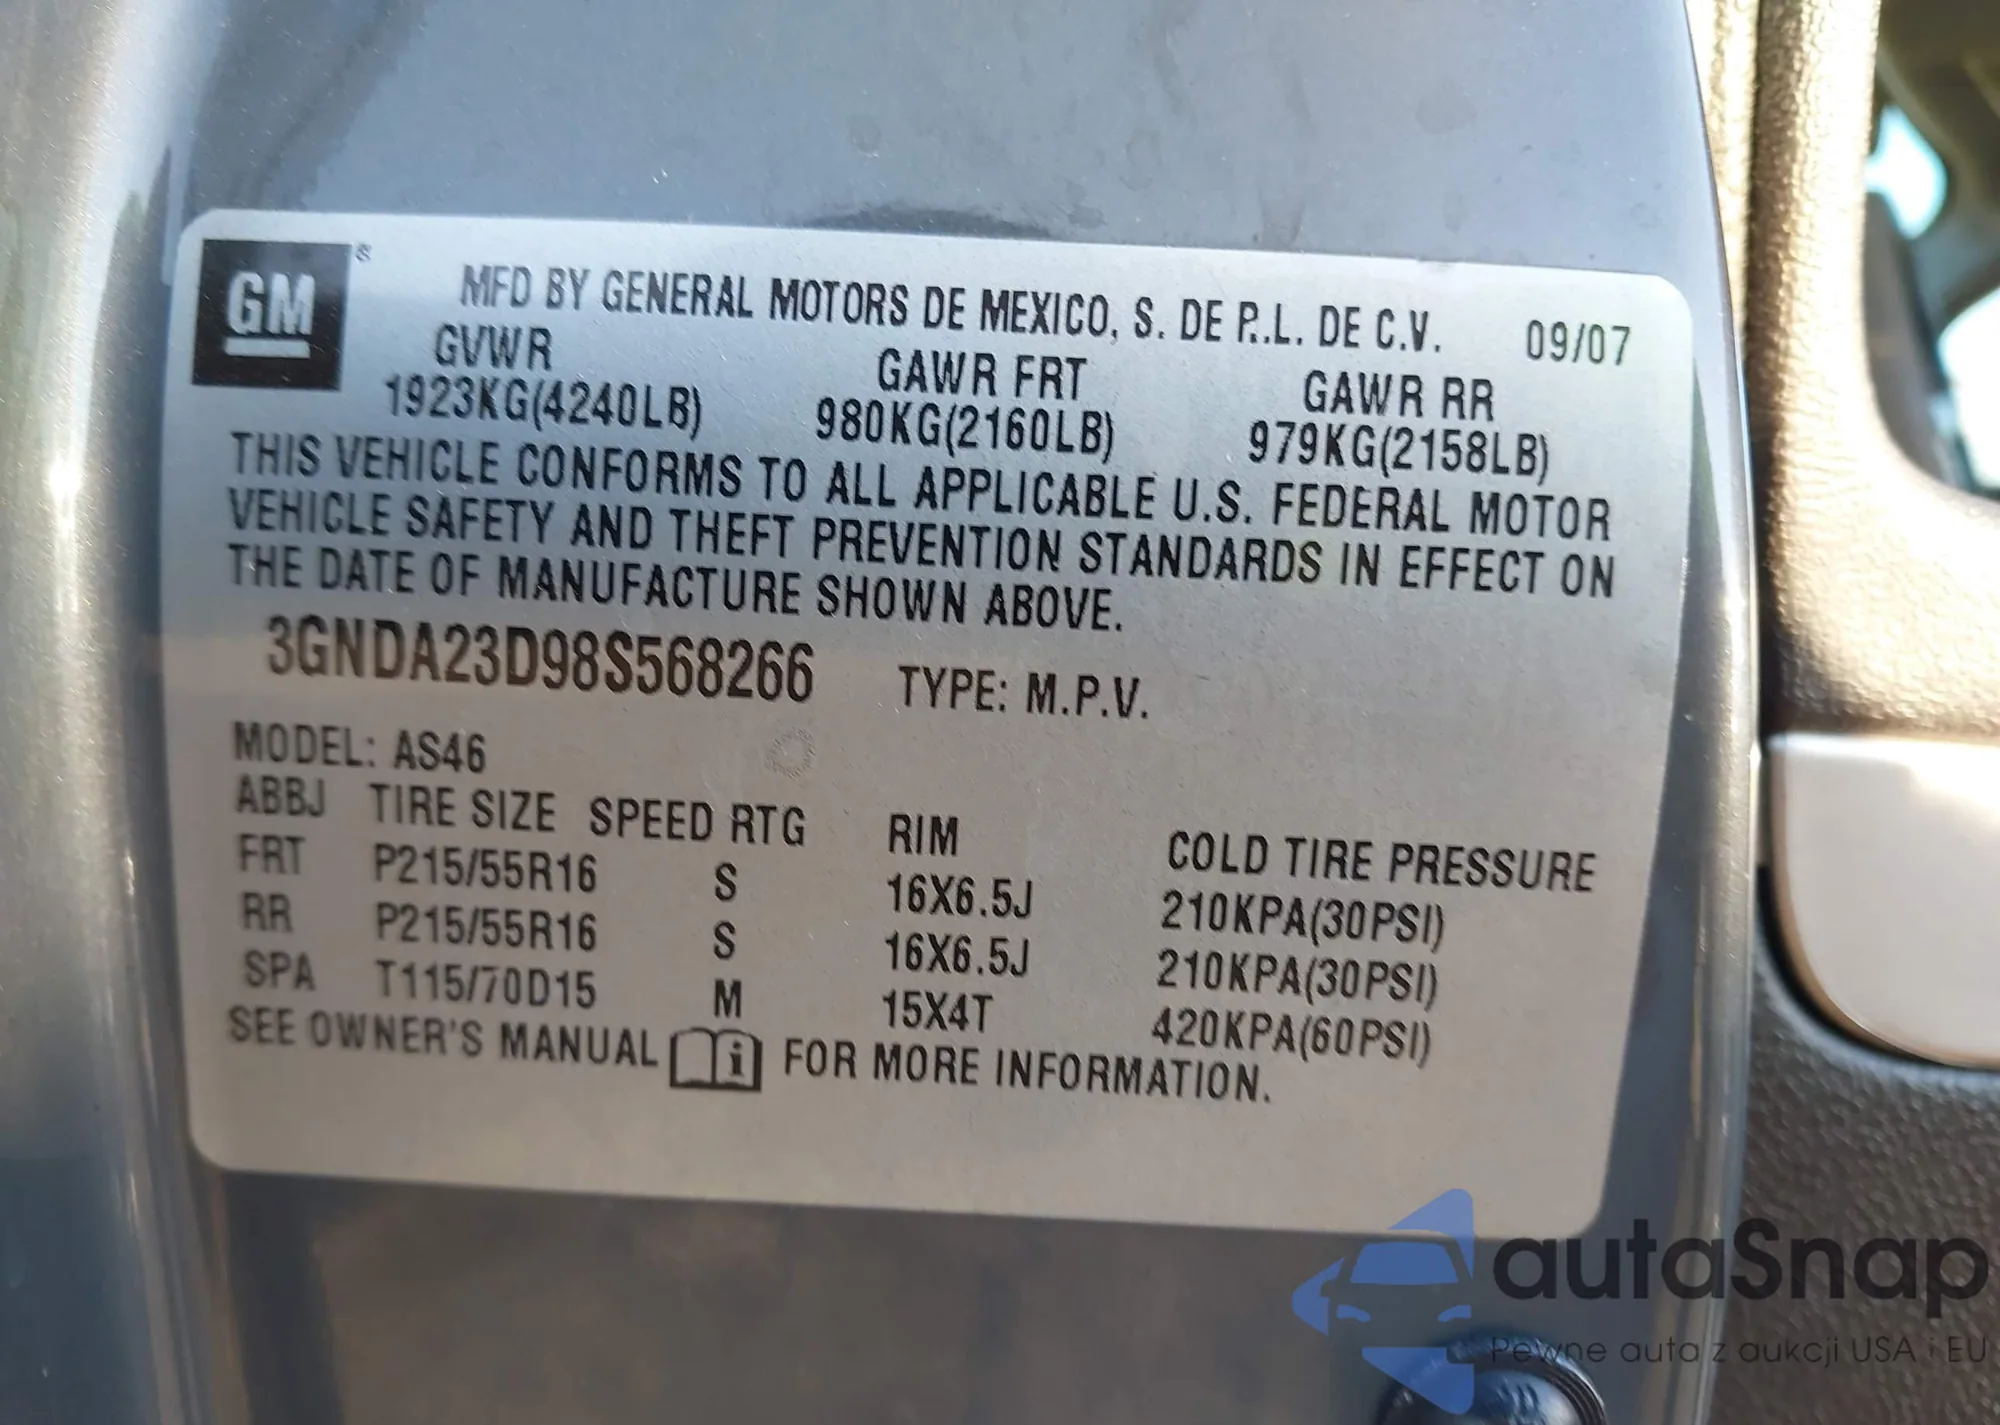 GM ®
MFD BY GENERAL MOTORS DE MEXICO, S. DE R.L. DE C.V. 09/07
GVWR GAWR FRT GAWR RR
1923KG(4240LB) 980KG(2160LB) 979KG(2158LB)
THIS VEHICLE CONFORMS TO ALL APPLICABLE U.S. FEDERAL MOTOR
VEHICLE SAFETY AND THEFT PREVENTION STANDARDS IN EFFECT ON
THE DATE OF MANUFACTURE SHOWN ABOVE.
3GNDA23D98S568266 TYPE: M.P.V.
MODEL: AS46
ABBJ TIRE SIZE SPEED RTG RIM COLD TIRE PRESSURE
FRT P215/55R16 S 16X6.5J 210KPA(30PSI)
RR P215/55R16 S 16X6.5J 210KPA(30PSI)
SPA T115/70D15 M 15X4T 420KPA(60PSI)
SEE OWNER'S MANUAL i FOR MORE INFORMATION.
autaSnap
Pewne auta z aukcji USA i EU